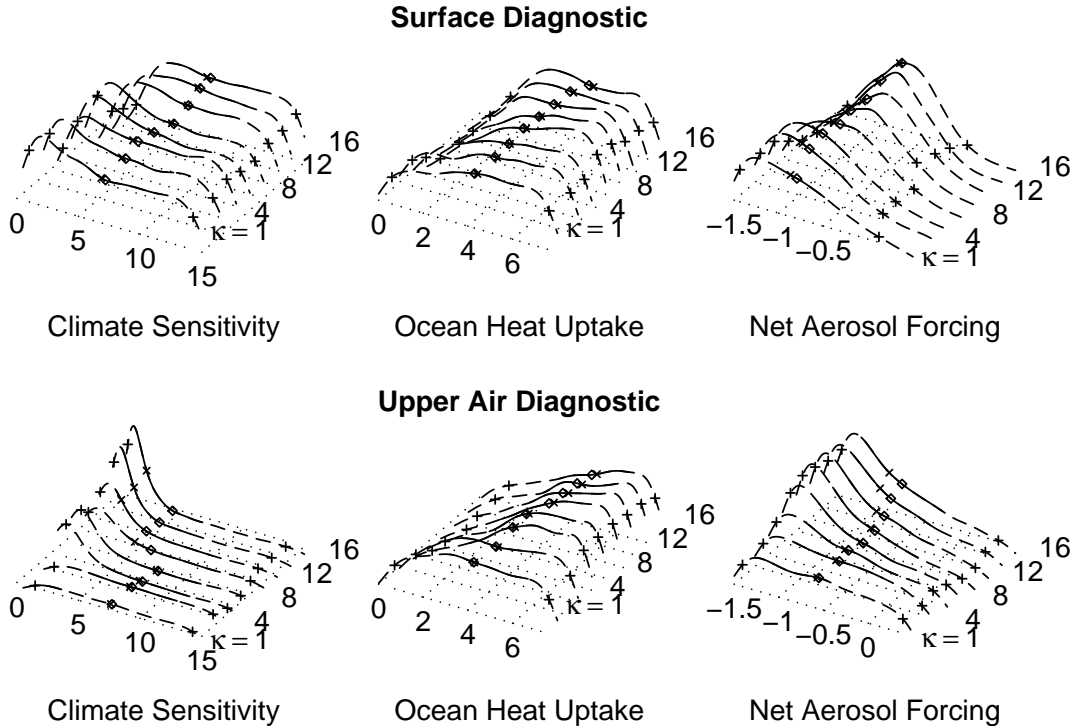 Surface Diagnostic
0 5 10 15 κ = 1 4 8 12 16
0 2 4 6 κ = 1 4 8 12 16
−1.5 −1 −0.5 κ = 1 4 8 12 16
Climate Sensitivity Ocean Heat Uptake Net Aerosol Forcing
Upper Air Diagnostic
0 5 10 15 κ = 1 4 8 12 16
0 2 4 6 κ = 1 4 8 12 16
−1.5 −1 −0.5 0 κ = 1 4 8 12 16
Climate Sensitivity Ocean Heat Uptake Net Aerosol Forcing